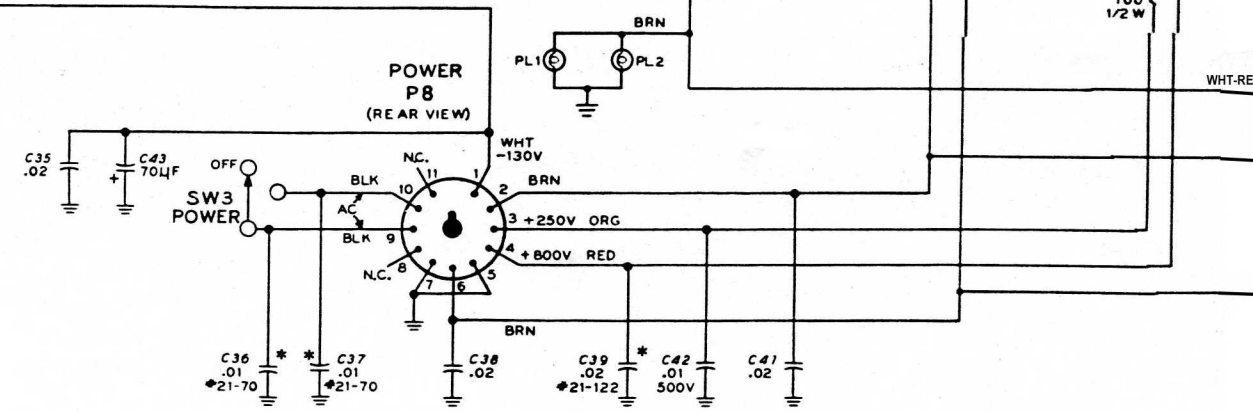 100
1/2 W
BRN
PL1
PL2
WHT-RE
POWER
P8
(REAR VIEW)
C35
.02
C43
70µF
+
OFF
SW3
POWER
N.C.
WHT
-130V
BLK
AC
BLK
BRN
11
1
10
2
3
+250V ORG
9
4
+800V RED
8
N.C.
7
6
5
BRN
C36
.01
*21-70
*
*
C37
.01
*21-70
C38
.02
C39
.02
*21-122
*
C42
.01
500V
C41
.02